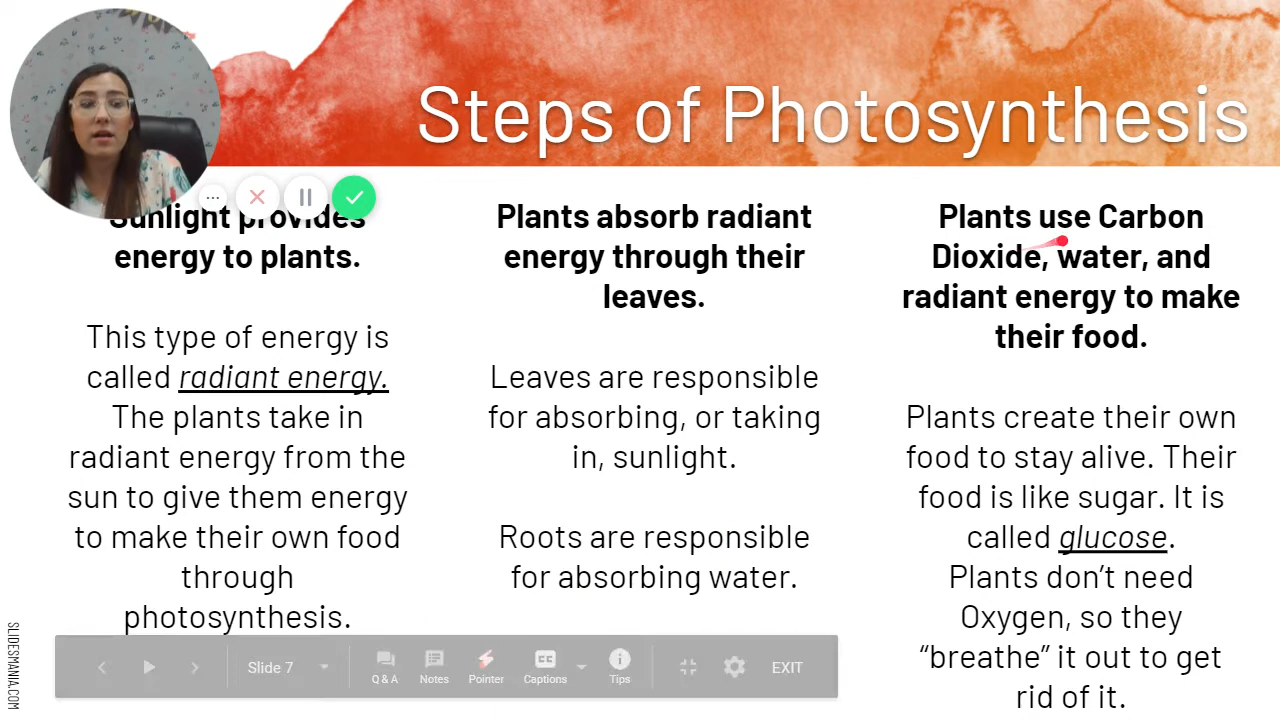 Steps of Photosynthesis
Sunlight provides
energy to plants.
This type of energy is
called radiant energy.
The plants take in
radiant energy from the
sun to give them energy
to make their own food
through
photosynthesis.
Plants absorb radiant
energy through their
leaves.
Leaves are responsible
for absorbing, or taking
in, sunlight.
Roots are responsible
for absorbing water.
Plants use Carbon
Dioxide, water, and
radiant energy to make
their food.
Plants create their own
food to stay alive. Their
food is like sugar. It is
called glucose.
Plants don’t need
Oxygen, so they
“breathe” it out to get
rid of it.
SLIDESMANIA.COM
Slide 7
Q & A
Notes
Pointer
CC
Captions
Tips
EXIT